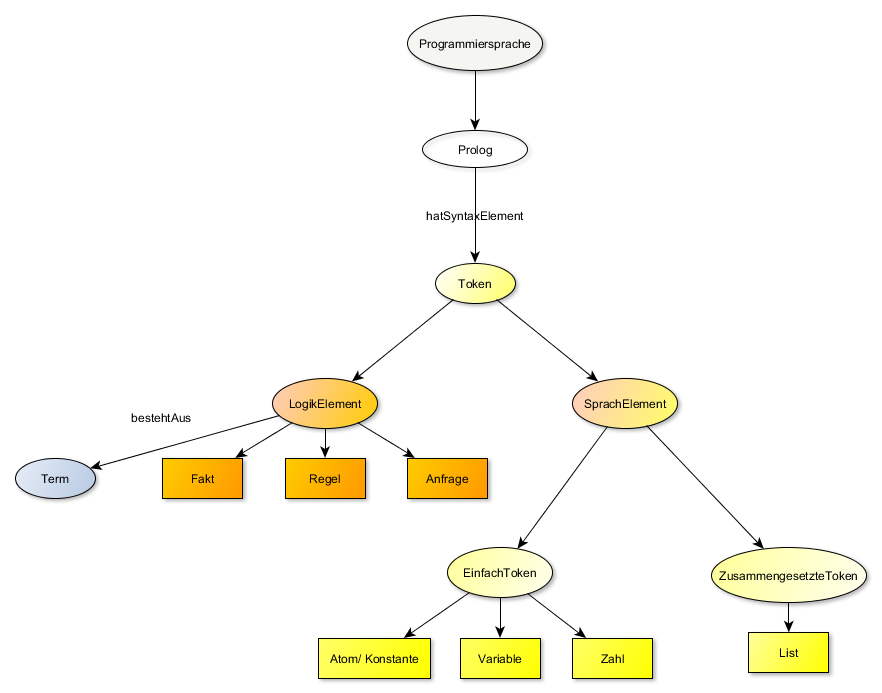 Programmiersprache
Prolog
hatSyntaxElement
Token
LogikElement
SprachElement
bestehtAus
Term
Fakt
Regel
Anfrage
EinfachToken
ZusammengesetzteToken
Atom/ Konstante
Variable
Zahl
List